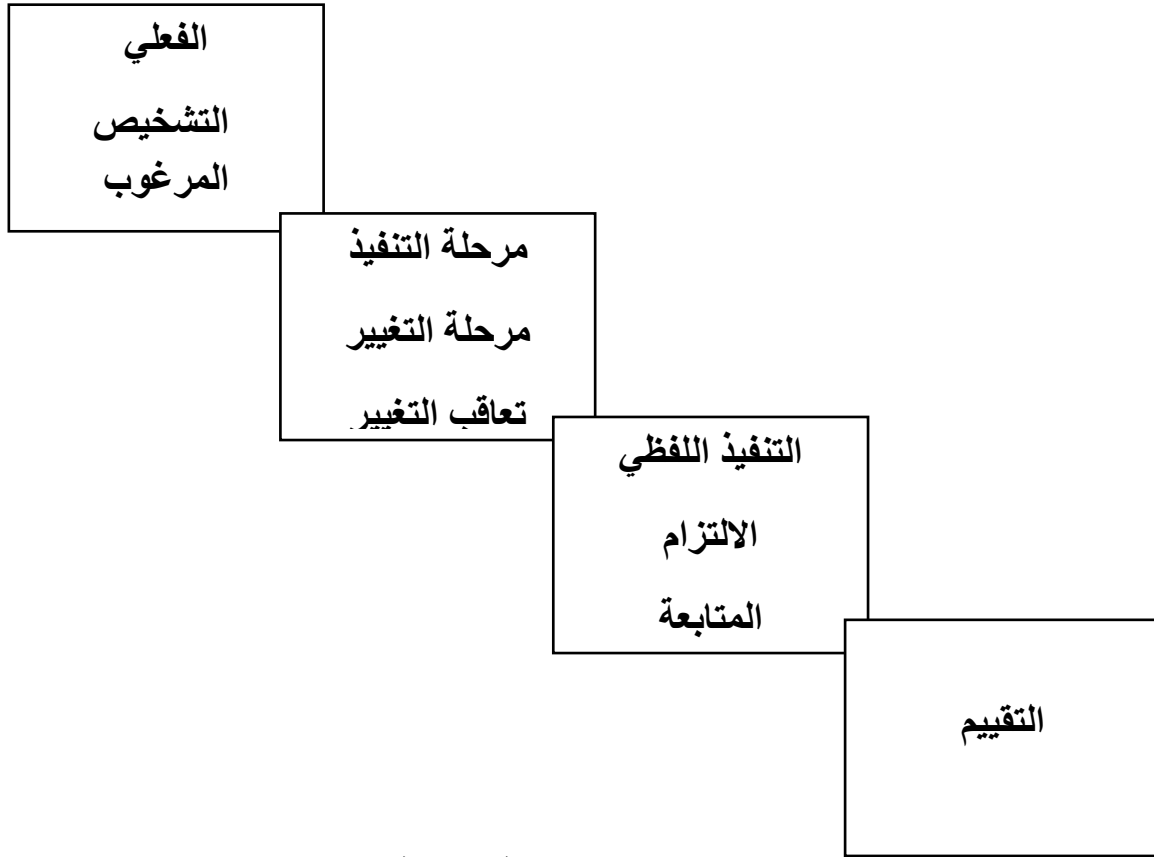 الفعلي
التشخيص
المرغوب
مرحلة التنفيذ
مرحلة التغيير
تعاقب التغيير
التنفيذ اللفظي
الالتزام
المتابعة
التقييم